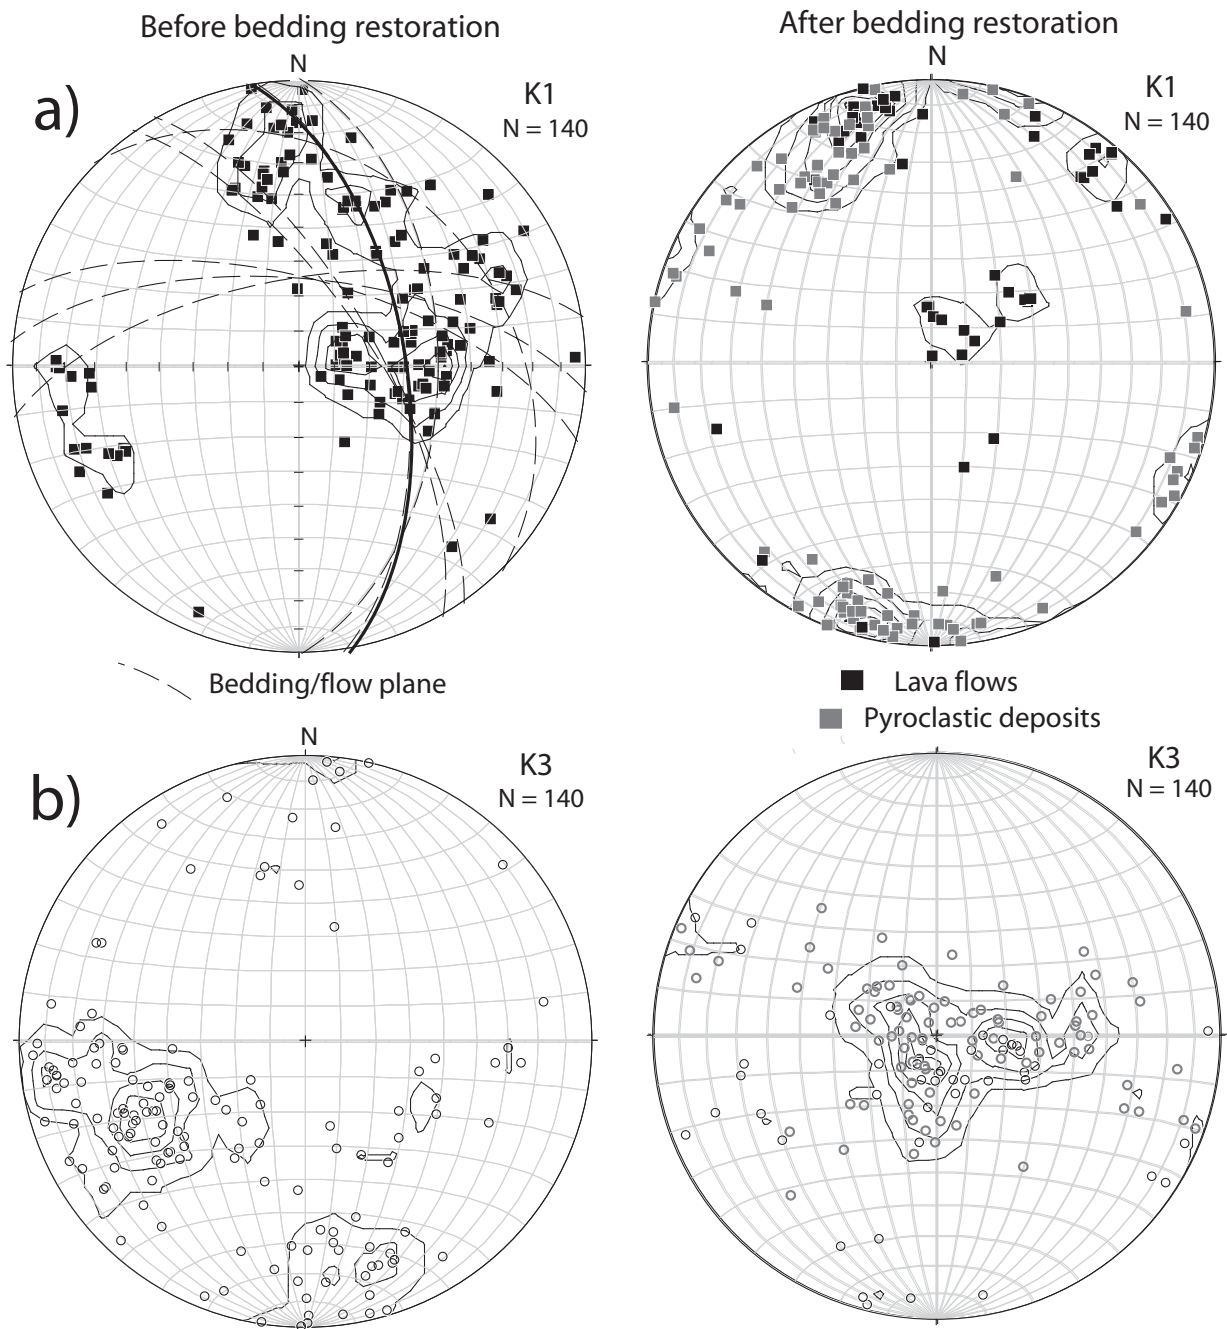 Before bedding restoration
After bedding restoration
a)
N
K1
N = 140
N
K1
N = 140
Bedding/flow plane
Lava flows
Pyroclastic deposits
b)
N
K3
N = 140
K3
N = 140